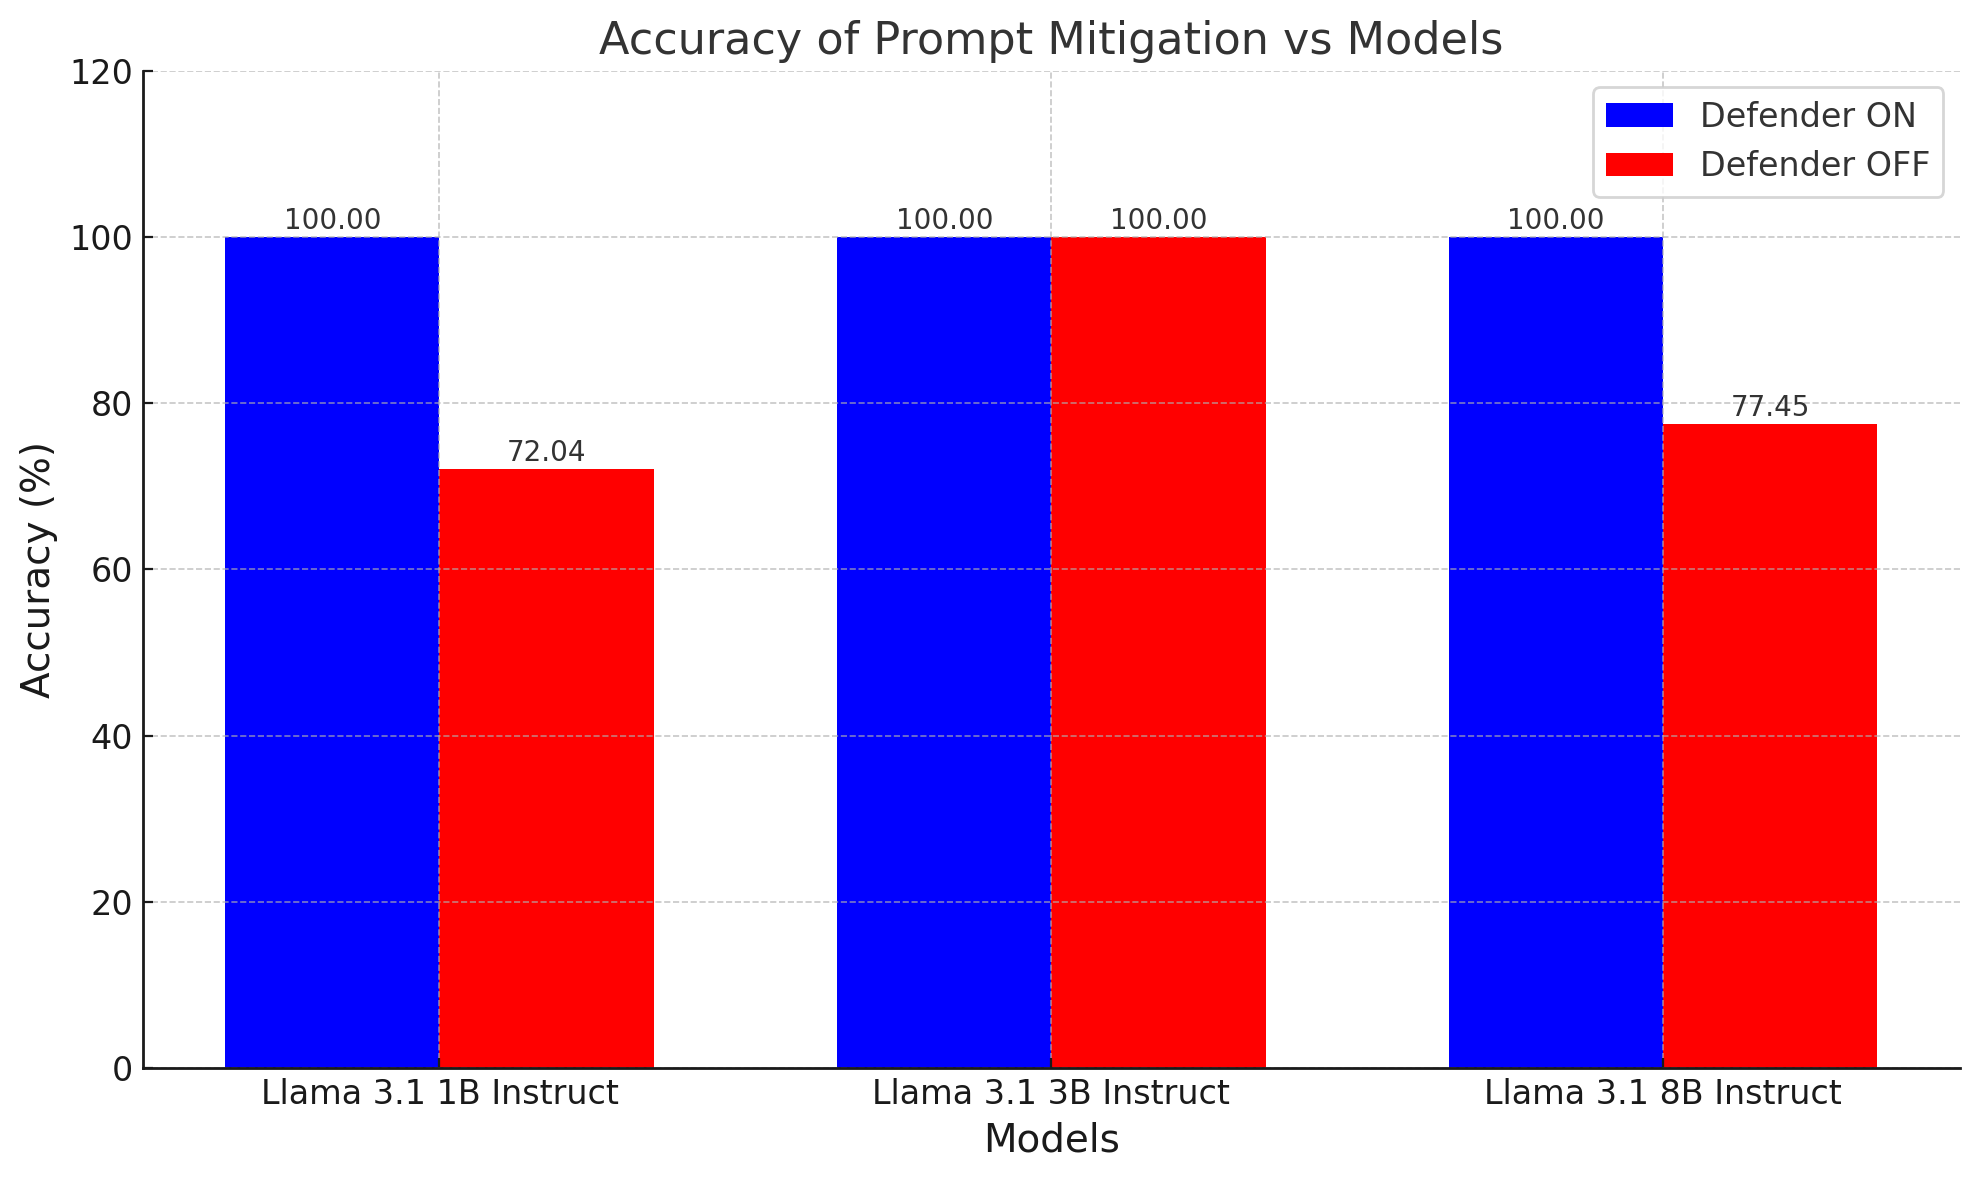 Accuracy of Prompt Mitigation vs Models
120
100
80
60
40
20
0
Accuracy (%)
Defender ON
Defender OFF
100.00
72.04
100.00
100.00
100.00
77.45
Llama 3.1 1B Instruct
Llama 3.1 3B Instruct
Llama 3.1 8B Instruct
Models